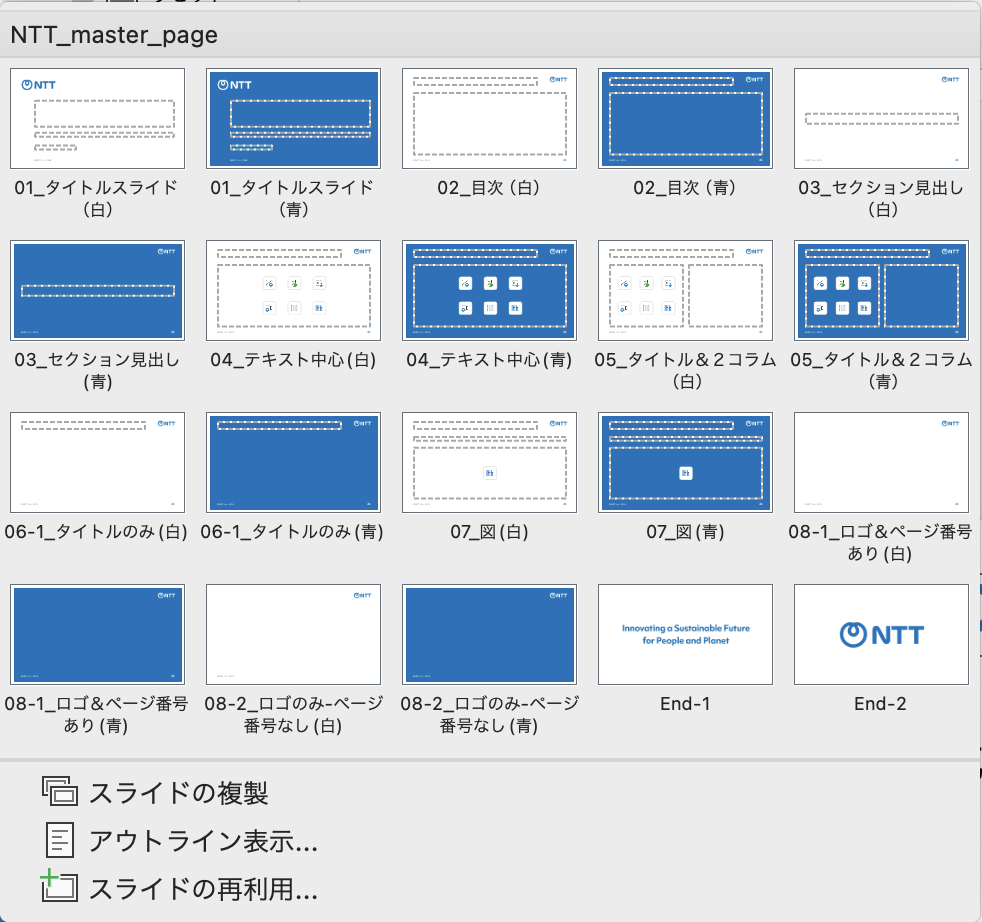 NTT_master_page
NTT
NTT
NTT
NTT
NTT
01_タイトルスライド
（白）
01_タイトルスライド
（青）
02_目次（白）
02_目次（青）
03_セクション見出し
（白）
NTT
NTT
NTT
NTT
NTT
03_セクション見出し
（青）
04_テキスト中心(白)
04_テキスト中心(青)
05_タイトル＆２コラム
（白）
05_タイトル＆２コラム
（青）
NTT
NTT
NTT
NTT
NTT
06-1_タイトルのみ(白)
06-1_タイトルのみ(青)
07_図(白)
07_図(青)
08-1_ロゴ＆ページ番号
あり(白)
NTT
NTT
NTT
Innovating a Sustainable Future
for People and Planet
NTT
08-1_ロゴ＆ページ番号
あり(青)
08-2_ロゴのみ-ページ
番号なし(白)
08-2_ロゴのみ-ページ
番号なし(青)
End-1
End-2
スライドの複製
アウトライン表示...
スライドの再利用...